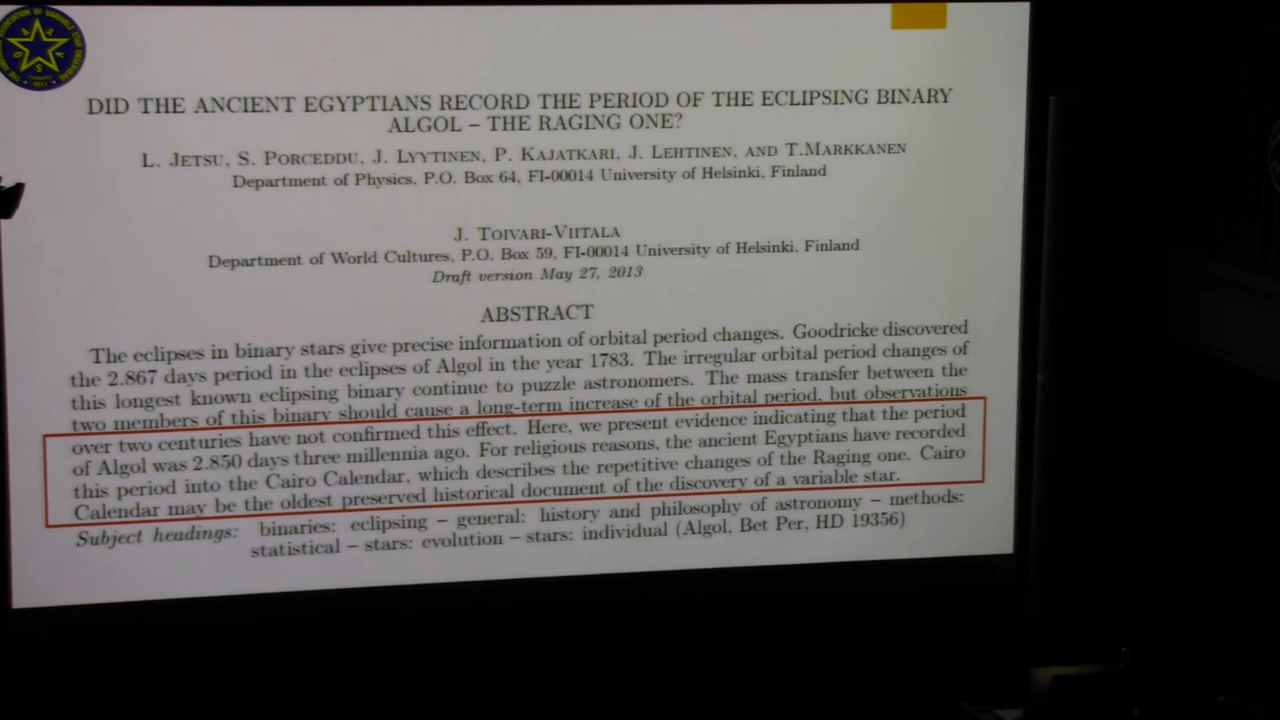 DID THE ANCIENT EGYPTIANS RECORD THE PERIOD OF THE ECLIPSING BINARY
ALGOL – THE RAGING ONE?
L. JETSU, S. PORCEDDU, J. LYYTINEN, P. KAJATKARI, J. LEHTINEN, AND T.MARKKANEN
Department of Physics, P.O. Box 64, FI-00014 University of Helsinki, Finland
J. TOIVARI-VIITALA
Department of World Cultures, P.O. Box 59, FI-00014 University of Helsinki, Finland
Draft version May 27, 2013
ABSTRACT
The eclipses in binary stars give precise information of orbital period changes. Goodricke discovered
the 2.867 days period in the eclipses of Algol in the year 1783. The irregular orbital period changes of
this longest known eclipsing binary continue to puzzle astronomers. The mass transfer between the
two members of this binary should cause a long-term increase of the orbital period, but observations
over two centuries have not confirmed this effect. Here, we present evidence indicating that the period
of Algol was 2.850 days three millennia ago. For religious reasons, the ancient Egyptians have recorded
this period into the Cairo Calendar, which describes the repetitive changes of the Raging one. Cairo
Calendar may be the oldest preserved historical document of the discovery of a variable star.
Subject headings: binaries: eclipsing – general: history and philosophy of astronomy – methods:
statistical – stars: evolution – stars: individual (Algol, Bet Per, HD 19356)